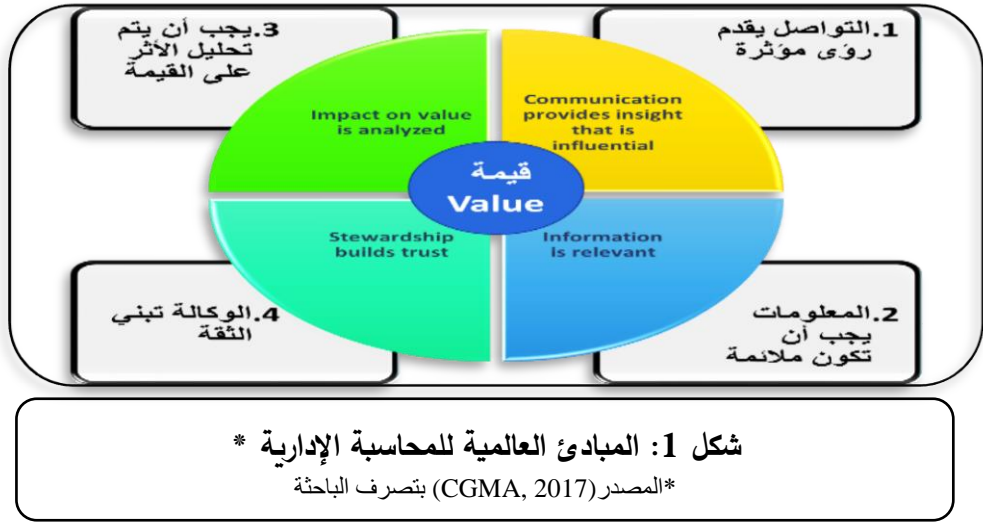 1.التواصل يقدم
رؤى مؤثرة
3.يجب أن يتم
تحليل الأثر
على القيمة
Communication
provides insight
that is
influential
Impact on value
is analyzed
قيمة
Value
Information
is relevant
Stewardship
builds trust
2.المعلومات
يجب أن
تكون ملائمة
4.الوكالة تبني
الثقة
شكل 1: المبادئ العالمية للمحاسبة الإدارية *
*المصدر(CGMA, 2017) بتصرف الباحثة